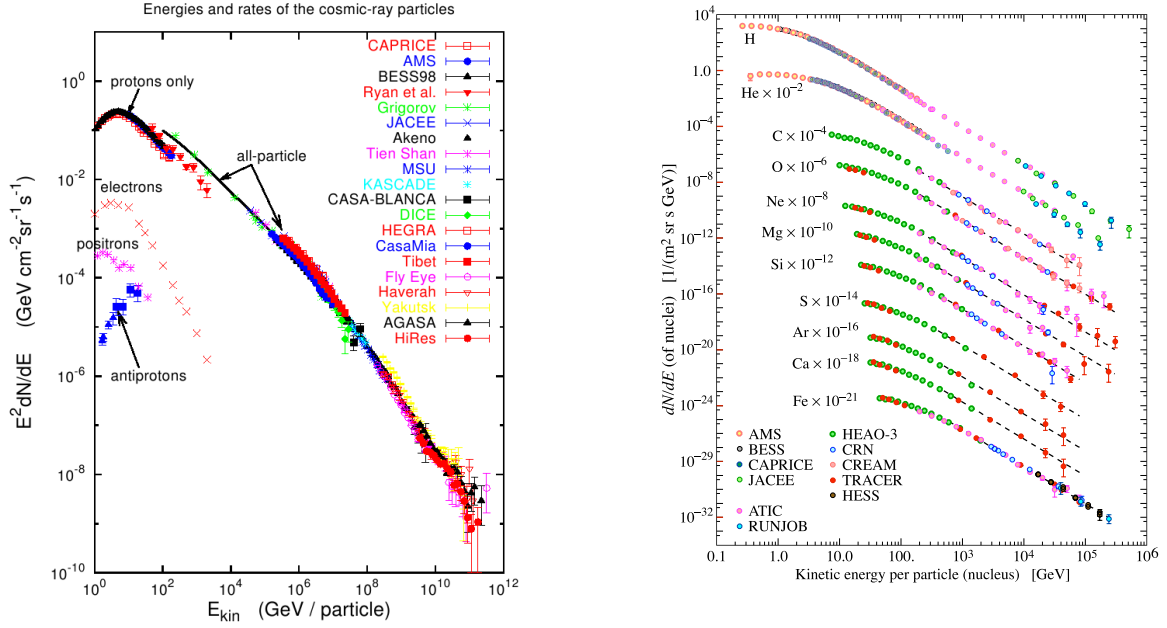 Energies and rates of the cosmic-ray particles
E²dN/dE (GeV cm⁻²sr⁻¹s⁻¹)
10⁰
10⁻²
10⁻⁴
10⁻⁶
10⁻⁸
10⁻¹⁰
protons only
all-particle
electrons
positrons
antiprotons
CAPRICE
AMS
BESS98
Ryan et al.
Grigorov
JACEE
Akeno
Tien Shan
MSU
KASCADE
CASA-BLANCA
DICE
HEGRA
CasaMia
Tibet
Fly Eye
Haverah
Yakutsk
AGASA
HiRes
10⁰ 10² 10⁴ 10⁶ 10⁸ 10¹⁰ 10¹²
E_kin (GeV / particle)
dN/dE (of nuclei) [1/(m² sr s GeV)]
10⁴
1.0
10⁻⁴
10⁻⁸
10⁻¹²
10⁻¹⁶
10⁻²⁰
10⁻²⁴
10⁻²⁹
10⁻³²
H
He × 10⁻²
C × 10⁻⁴
O × 10⁻⁶
Ne × 10⁻⁸
Mg × 10⁻¹⁰
Si × 10⁻¹²
S × 10⁻¹⁴
Ar × 10⁻¹⁶
Ca × 10⁻¹⁸
Fe × 10⁻²¹
AMS
BESS
CAPRICE
JACEE
ATIC
RUNJOB
HEAO-3
CRN
CREAM
TRACER
HESS
0.1 1.0 10.0 100. 10³ 10⁴ 10⁵ 10⁶
Kinetic energy per particle (nucleus) [GeV]